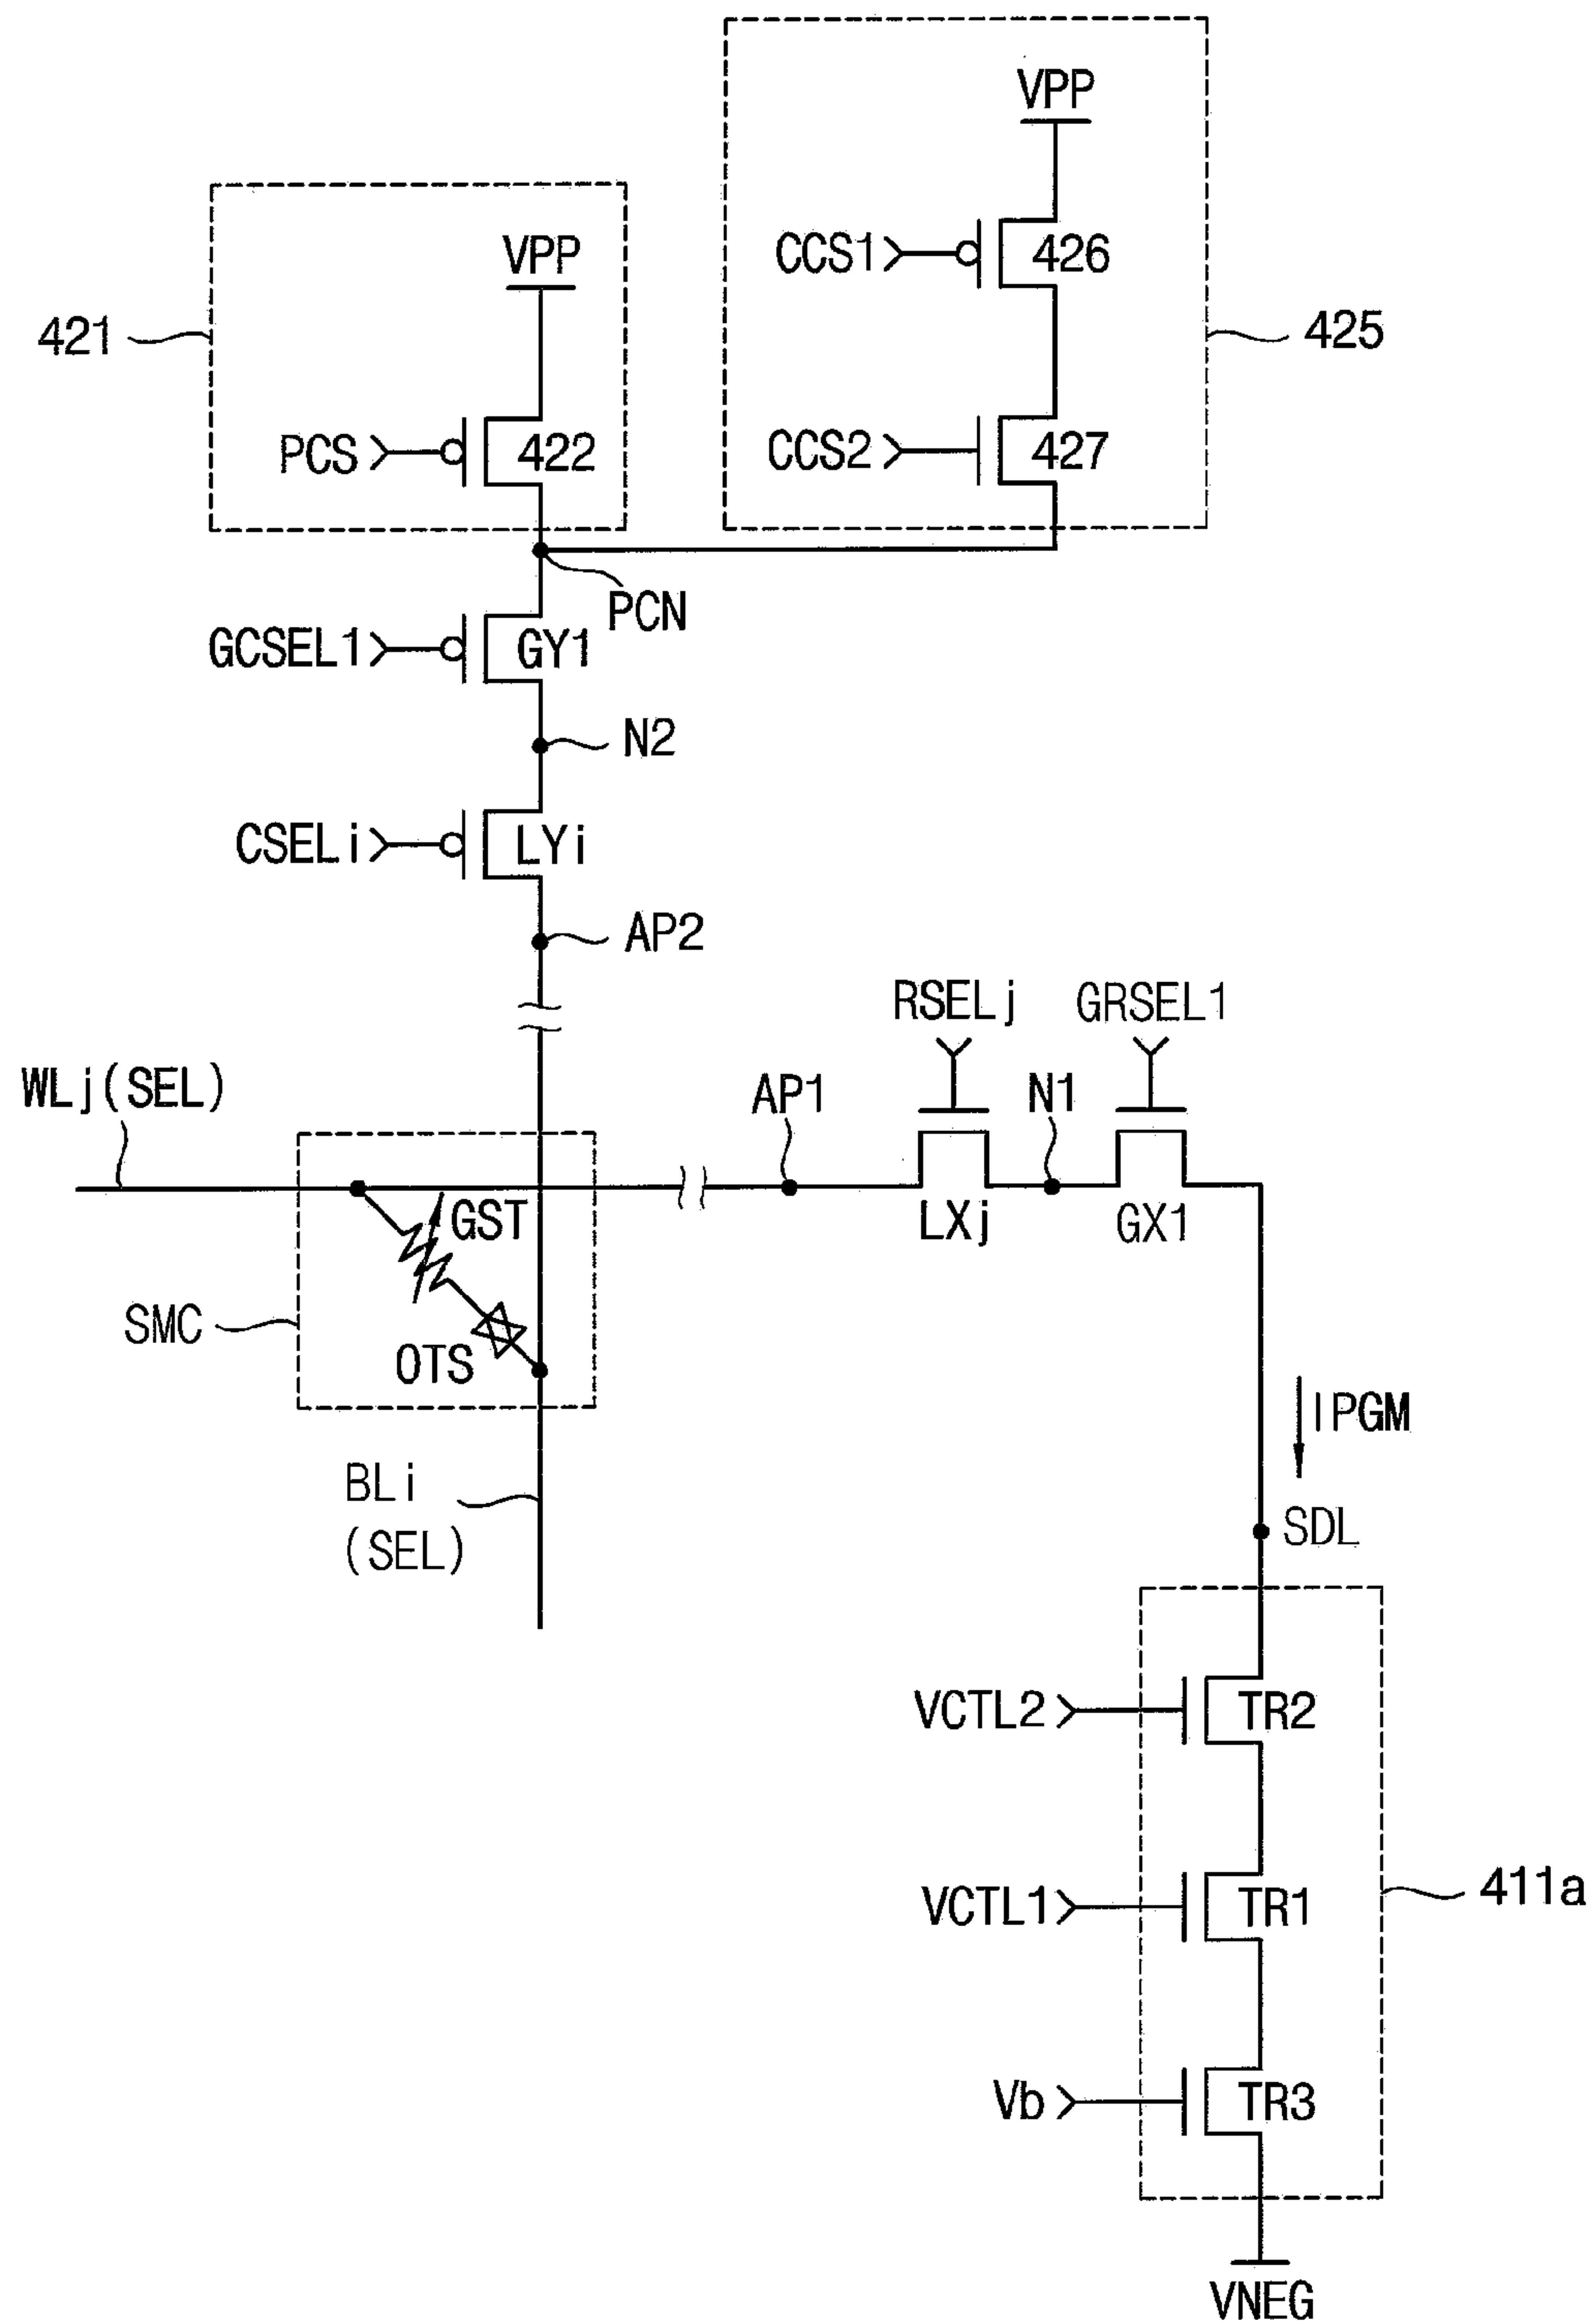 VPP
CCS1
426
VPP
421
425
PCS
422
CCS2
427
PCN
GCSEL1
GY1
N2
CSELi
LYi
AP2
RSELj
GRSEL1
WLj(SEL)
AP1
N1
GST
LXj
GX1
SMC
OTS
IPGM
BLi
(SEL)
SDL
VCTL2
TR2
VCTL1
TR1
411a
Vb
TR3
VNEG